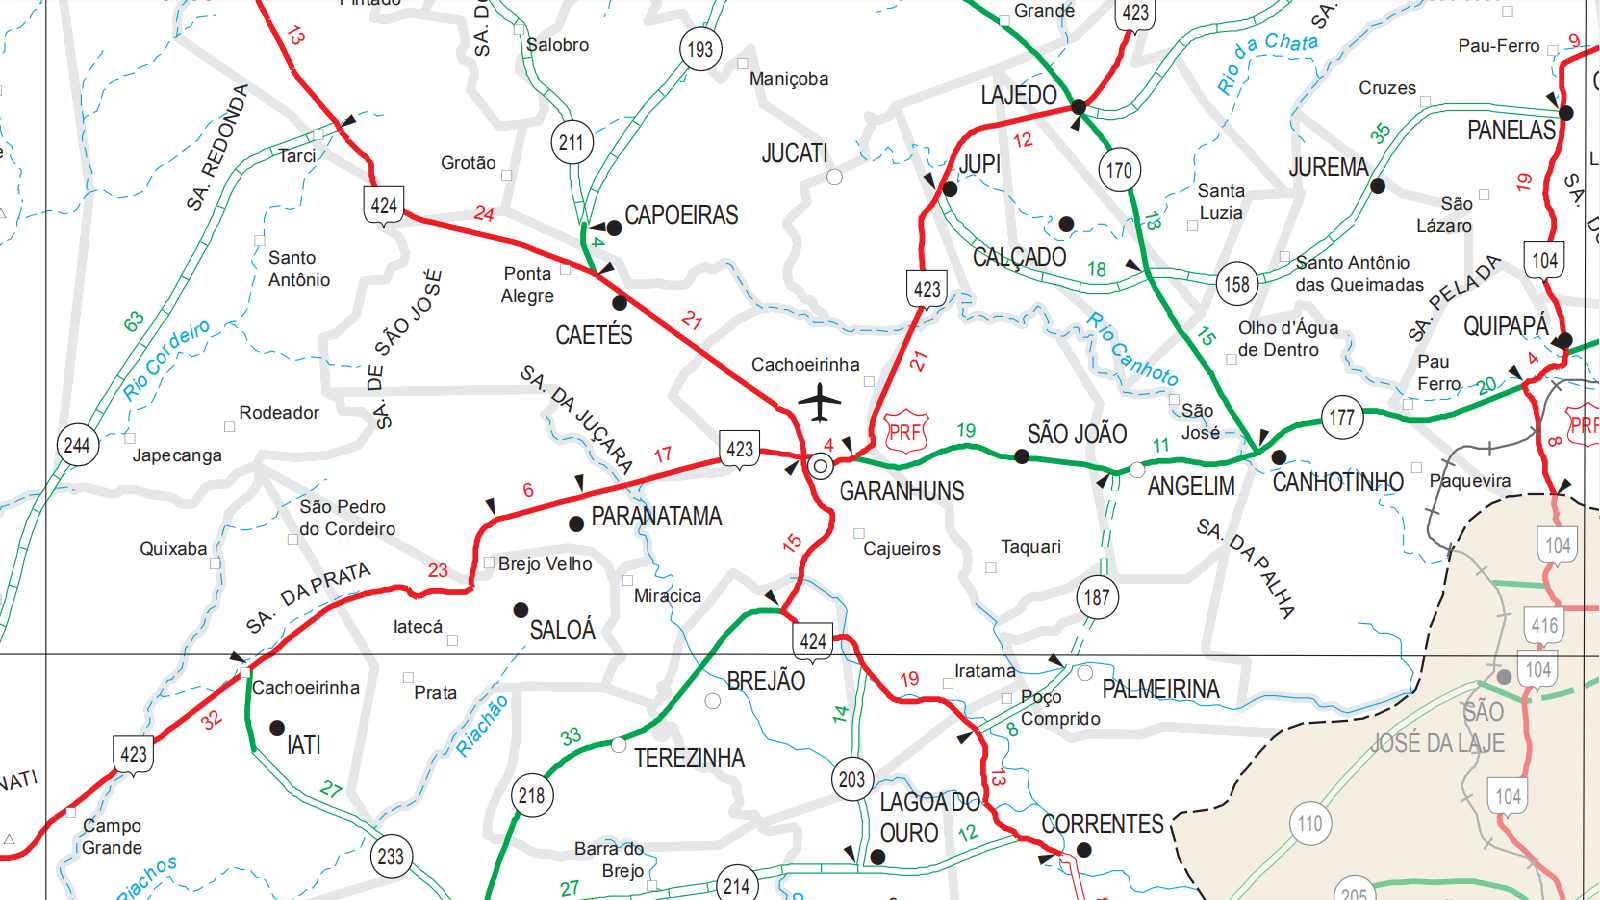 Grande
423
13
SA.
Salobro
193
Maniçoba
Rio da Chata
Pau-Ferro
9
Cruzes
LAJEDO
PANELAS
35
12
211
Tarci
SA. REDONDA
Grotão
JUCATI
JUPI
170
JUREMA
19
424
24
CAPOEIRAS
4
Santa
Luzia
13
São
Lázaro
Santo
Antônio
Ponta
Alegre
CALÇADO
18
158
Santo Antônio
das Queimadas
104
SA. PELADA
423
CAETÉS
21
63
Rio Cordeiro
SA. DE SÃO JOSÉ
Rio Canhoto
15
Olho d'Água
de Dentro
QUIPAPÁ
Pau
Ferro
4
20
Cachoeirinha
21
SA. DA JUÇARA
Rodeador
244
Japecanga
São
José
177
PRF
PRF
8
423
17
4
19
SÃO JOÃO
11
6
GARANHUNS
ANGELIM
CANHOTINHO
Paquevira
São Pedro
do Cordeiro
PARANATAMA
Quixaba
Brejo Velho
23
15
Cajueiros
Taquari
SA. DA PALHA
104
SA. DA PRATA
Miracica
187
Iatecá
SALOÁ
424
416
104
Cachoeirinha
Prata
BREJÃO
19
Iratama
Poço
Comprido
PALMEIRINA
32
IATI
Riachão
33
TEREZINHA
14
8
SÃO
JOSÉ DA LAJE
423
NATI
27
218
203
13
104
LAGOA DO
OURO
12
CORRENTES
110
Campo
Grande
233
Barra do
Brejo
Riachos
27
214
205